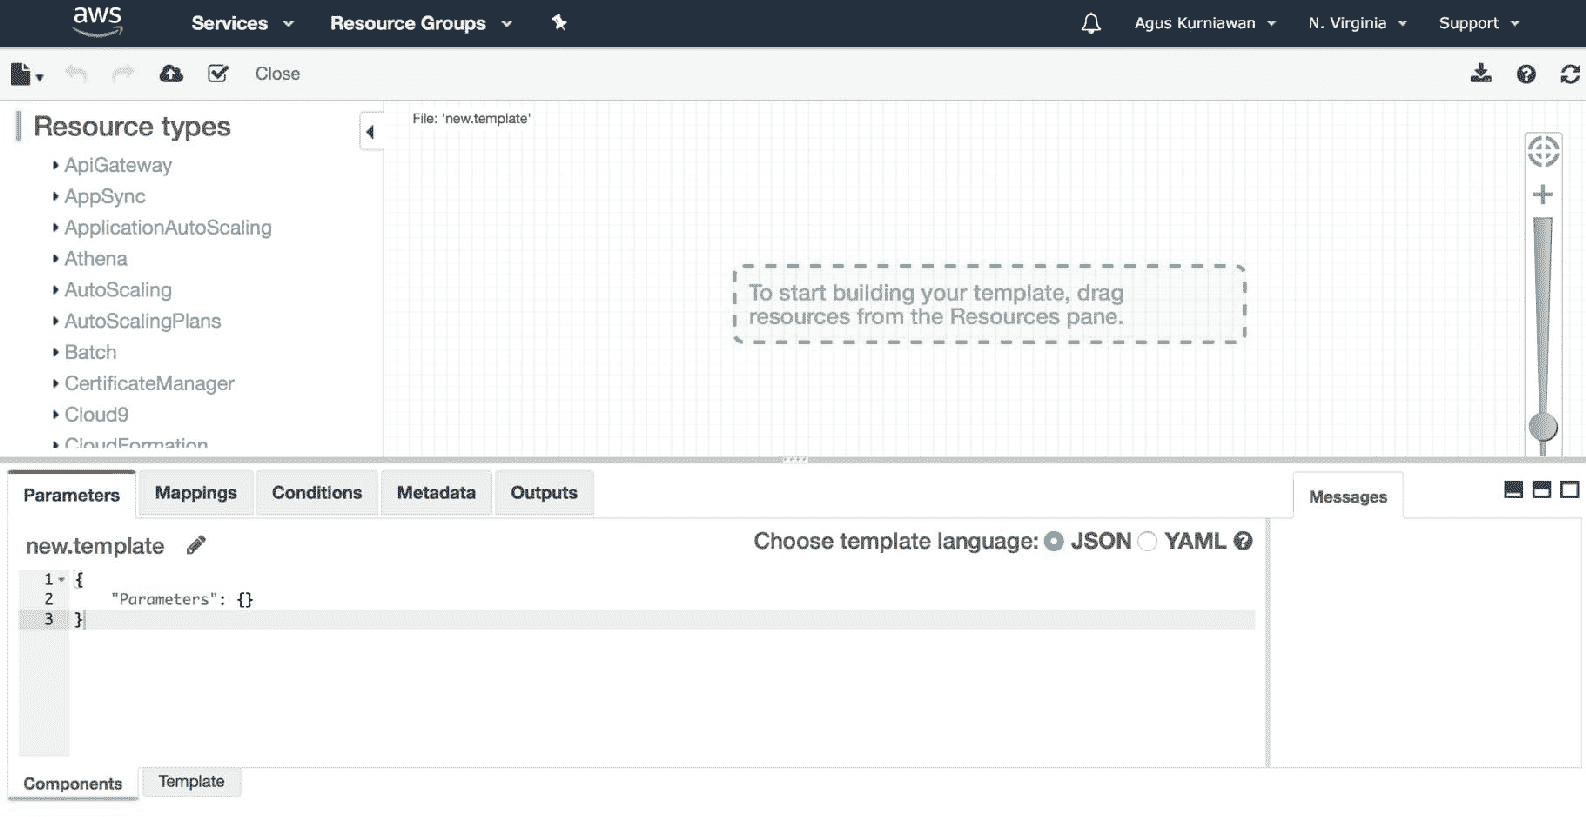 aws Services Resource Groups Agus Kurniawan N. Virginia Support
Close
Resource types
ApiGateway
AppSync
ApplicationAutoScaling
Athena
AutoScaling
AutoScalingPlans
Batch
CertificateManager
Cloud9
CloudFormation
File: 'new.template'
To start building your template, drag
resources from the Resources pane.
Parameters Mappings Conditions Metadata Outputs
Messages
new.template
Choose template language: JSON YAML
1 {
2 "Parameters": {}
3 }
Components Template